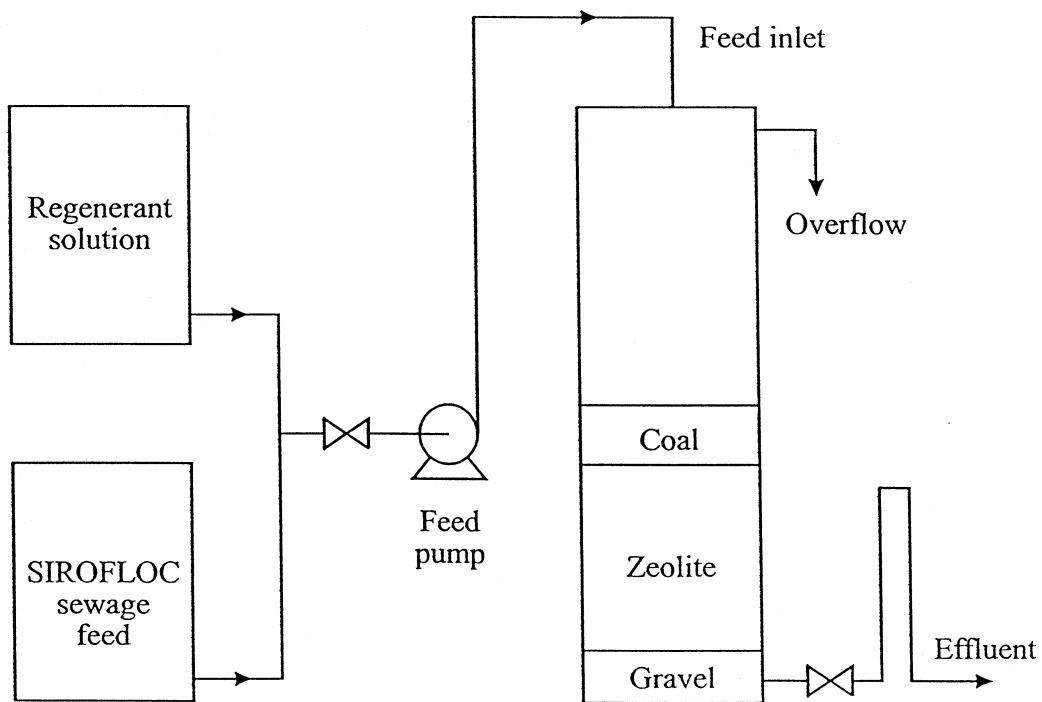 Feed inlet
Regenerant
solution
Overflow
Coal
Feed
pump
Zeolite
SIROFLOC
sewage
feed
Gravel
Effluent